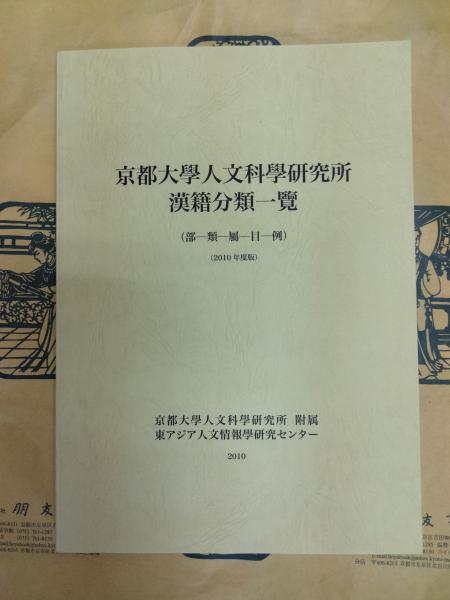 京都大學人文科學研究所
漢籍分類一覽
（部―類―屬―目―例）
（2010年度版）
京都大學人文科學研究所 附属
東アジア人文情報學研究センター
2010
朋友